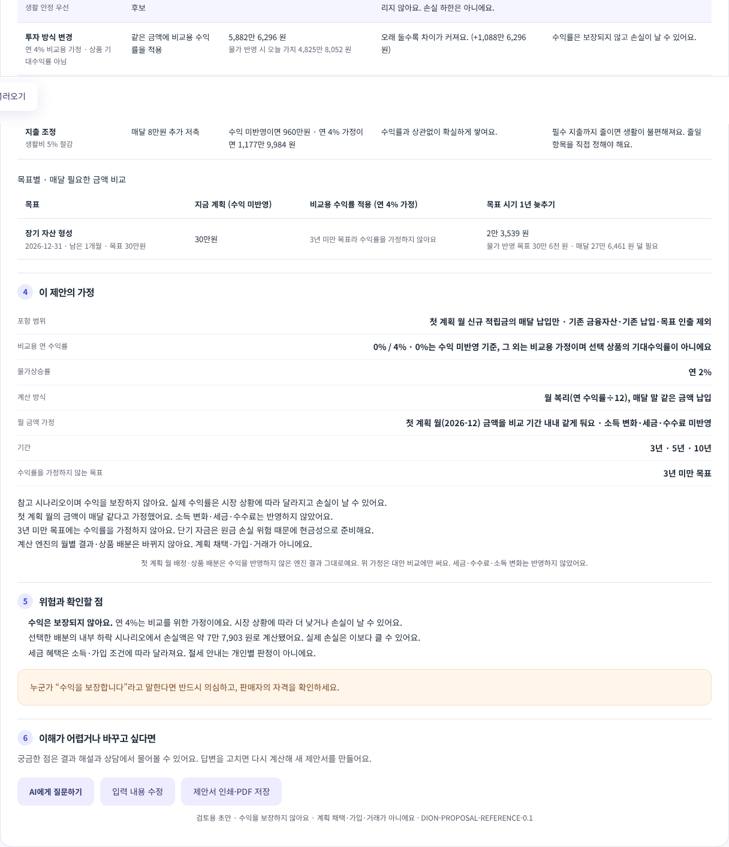 생활 안정 우선
후보
리지 않아요. 손실 하한은 아니에요.
투자 방식 변경
연 4% 비교용 가정 · 상품 기
대수익률 아님
같은 금액에 비교용 수익
률을 적용
5,882만 6,296 원
물가 반영 시 오늘 가치 4,825만 8,052 원
오래 둘수록 차이가 커져요. (+1,088만 6,296
원)
수익률은 보장되지 않고 손실이 날 수 있어요.
러오기
지출 조정
생활비 5% 절감
매달 8만원 추가 저축
수익 미반영이면 960만원 · 연 4% 가정이
면 1,177만 9,984 원
수익률과 상관없이 확실하게 쌓여요.
필수 지출까지 줄이면 생활이 불편해져요. 줄일
항목을 직접 정해야 해요.
목표별 · 매달 필요한 금액 비교
목표
지금 계획 (수익 미반영)
비교용 수익률 적용 (연 4% 가정)
목표 시기 1년 늦추기
장기 자산 형성
2026-12-31 · 남은 1개월 · 목표 30만원
30만원
3년 미만 목표라 수익률을 가정하지 않아요
2만 3,539 원
물가 반영 목표 30만 6천 원 · 매달 27만 6,461 원 덜 필요
4 이 제안의 가정
포함 범위
첫 계획 월 신규 적립금의 매달 납입만 · 기존 금융자산·기존 납입·목표 인출 제외
비교용 연 수익률
0% / 4% · 0%는 수익 미반영 기준, 그 외는 비교용 가정이며 선택 상품의 기대수익률이 아니에요
물가상승률
연 2%
계산 방식
월 복리(연 수익률÷12), 매달 말 같은 금액 납입
월 금액 가정
첫 계획 월(2026-12) 금액을 비교 기간 내내 같게 둬요 · 소득 변화·세금·수수료 미반영
기간
3년 · 5년 · 10년
수익률을 가정하지 않는 목표
3년 미만 목표
참고 시나리오이며 수익을 보장하지 않아요. 실제 수익률은 시장 상황에 따라 달라지고 손실이 날 수 있어요.
첫 계획 월의 금액이 매달 같다고 가정했어요. 소득 변화·세금·수수료는 반영하지 않았어요.
3년 미만 목표에는 수익률을 가정하지 않아요. 단기 자금은 원금 손실 위험 때문에 현금성으로 준비해요.
계산 엔진의 월별 결과·상품 배분은 바뀌지 않아요. 계획 채택·가입·거래가 아니에요.
첫 계획 월 배정·상품 배분은 수익을 반영하지 않은 엔진 결과 그대로예요. 위 가정은 대안 비교에만 써요. 세금·수수료·소득 변화는 반영하지 않았어요.
5 위험과 확인할 점
수익은 보장되지 않아요. 연 4%는 비교를 위한 가정이에요. 시장 상황에 따라 더 낮거나 손실이 날 수 있어요.
선택한 배분의 내부 하락 시나리오에서 손실액은 약 7만 7,903 원로 계산됐어요. 실제 손실은 이보다 클 수 있어요.
세금 혜택은 소득·가입 조건에 따라 달라져요. 절세 안내는 개인별 판정이 아니에요.
누군가 “수익을 보장합니다”라고 말한다면 반드시 의심하고, 판매자의 자격을 확인하세요.
6 이해가 어렵거나 바꾸고 싶다면
궁금한 점은 결과 해설과 상담에서 물어볼 수 있어요. 답변을 고치면 다시 계산해 새 제안서를 만들어요.
AI에게 질문하기
입력 내용 수정
제안서 인쇄·PDF 저장
검토용 초안 · 수익을 보장하지 않아요 · 계획 채택·가입·거래가 아니에요 · DION-PROPOSAL-REFERENCE-0.1